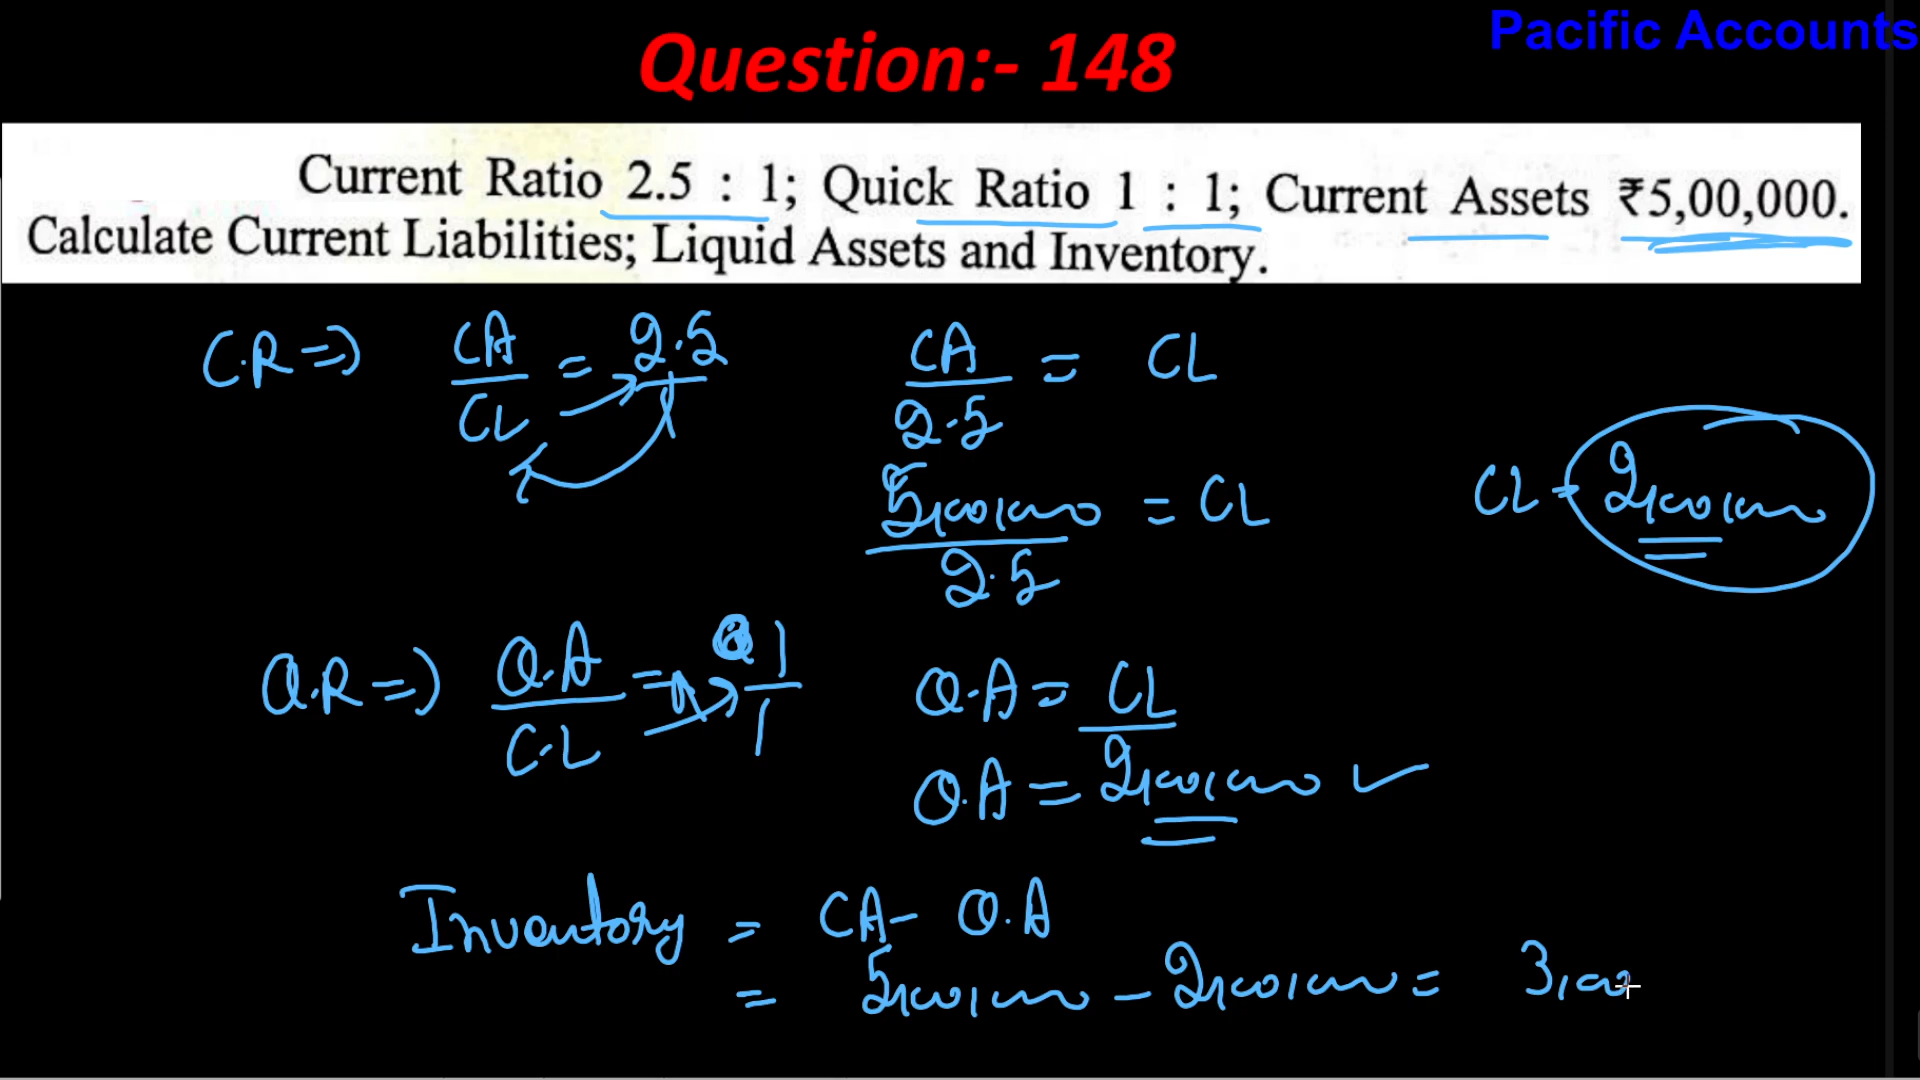 Pacific Accounts
Question:- 148
Current Ratio 2.5 : 1; Quick Ratio 1 : 1; Current Assets ₹5,00,000.
Calculate Current Liabilities; Liquid Assets and Inventory.
C.R => CA/CL = 2.5/1
CA/2.5 = CL
5,00,000/2.5 = CL
CL = 2,00,000
Q.R => Q.A/C.L = 1/1
Q.A = CL
Q.A = 2,00,000 ✓
Inventory = CA - Q.A
= 5,00,000 - 2,00,000 = 3,00